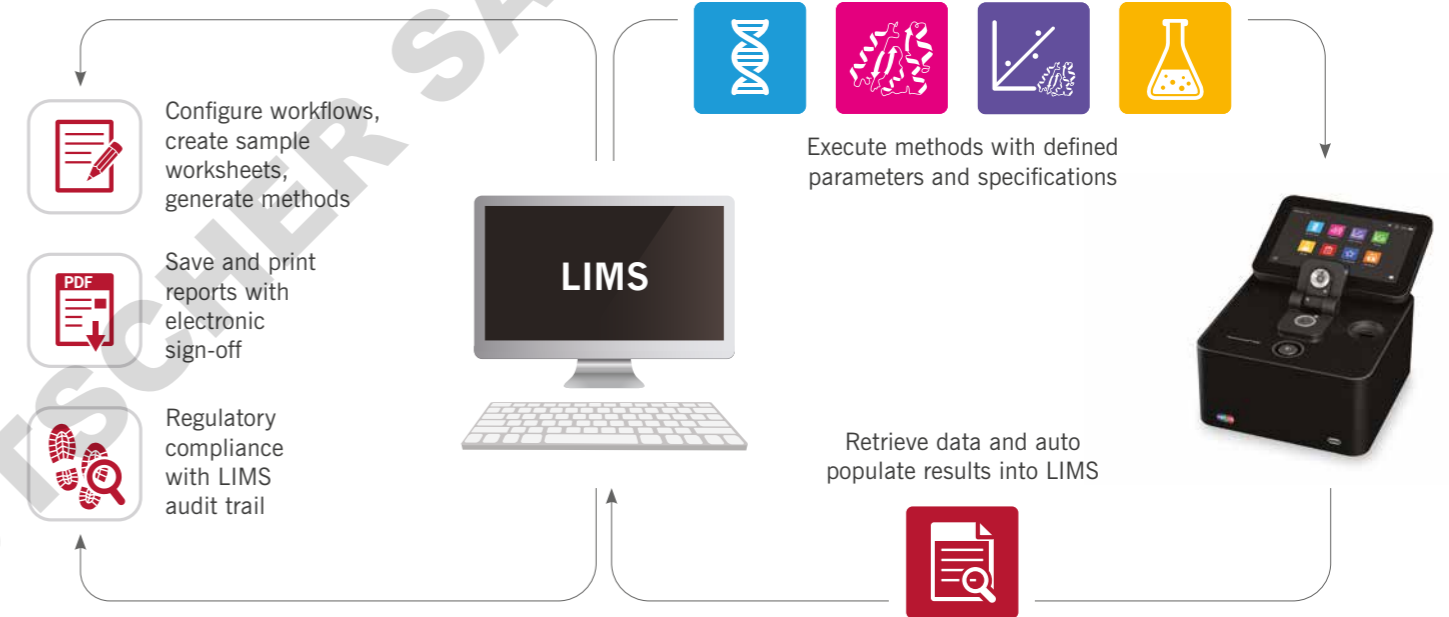 Configure workflows,
create sample
worksheets,
generate methods
PDF
Save and print
reports with
electronic
sign-off
Regulatory
compliance
with LIMS
audit trail
LIMS
Execute methods with defined
parameters and specifications
Retrieve data and auto
populate results into LIMS
TSCHER SA